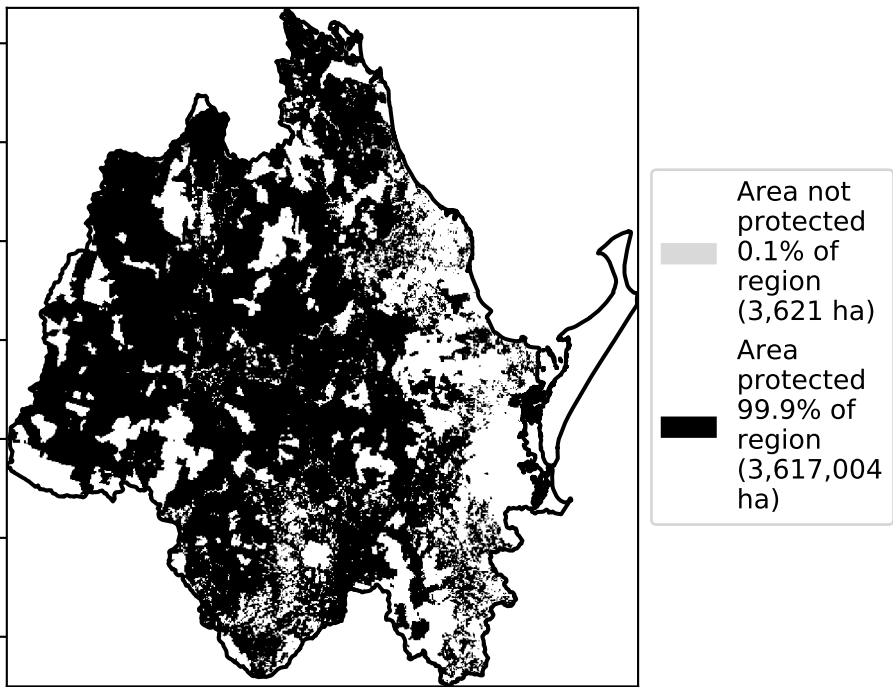 Area not
protected
0.1% of
region
(3,621 ha)
Area
protected
99.9% of
region
(3,617,004
ha)